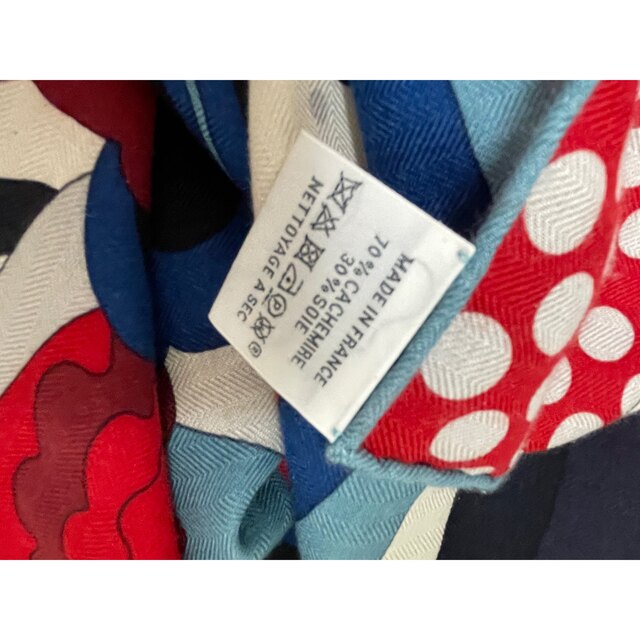 MADE IN FRANCE
70% CACHEMIRE
30% SOIE
NETTOYAGE A SEC